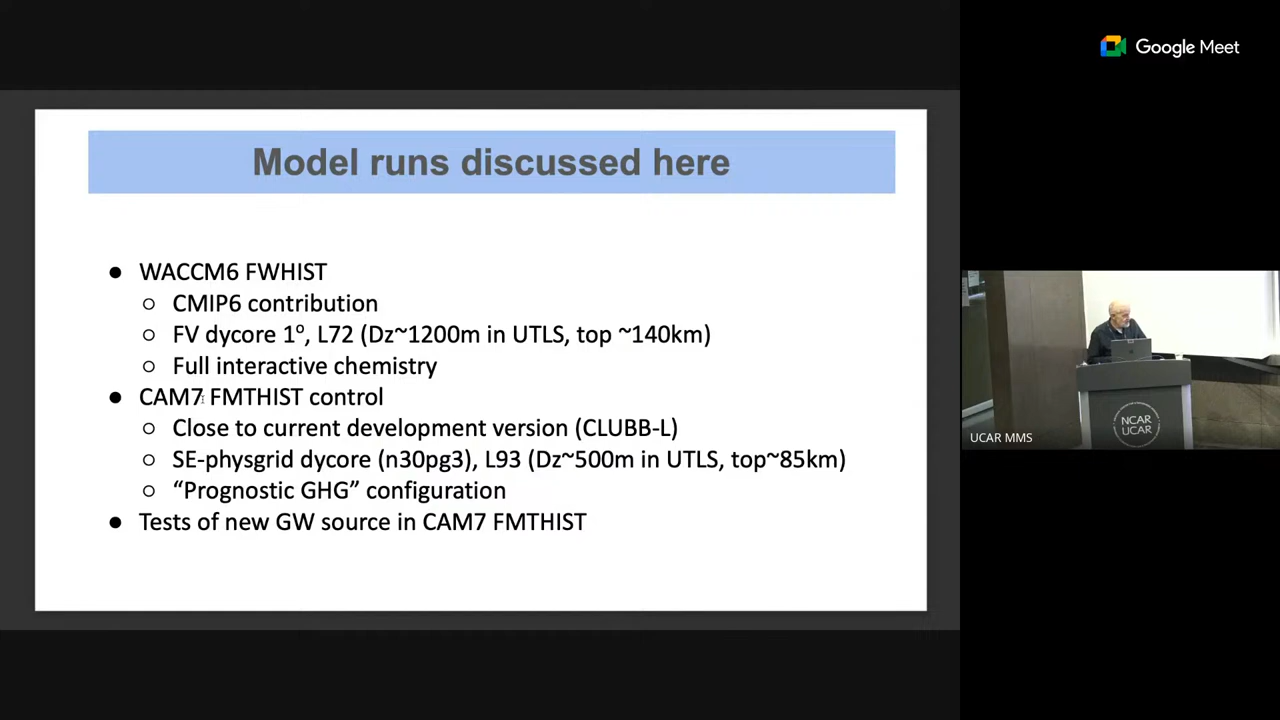 Google Meet
Model runs discussed here
● WACCM6 FWHIST
○ CMIP6 contribution
○ FV dycore 1º, L72 (Dz~1200m in UTLS, top ~140km)
○ Full interactive chemistry
● CAM7 FMTHIST control
○ Close to current development version (CLUBB-L)
○ SE-physgrid dycore (n30pg3), L93 (Dz~500m in UTLS, top~85km)
○ “Prognostic GHG” configuration
● Tests of new GW source in CAM7 FMTHIST
NCAR
UCAR
UCAR MMS